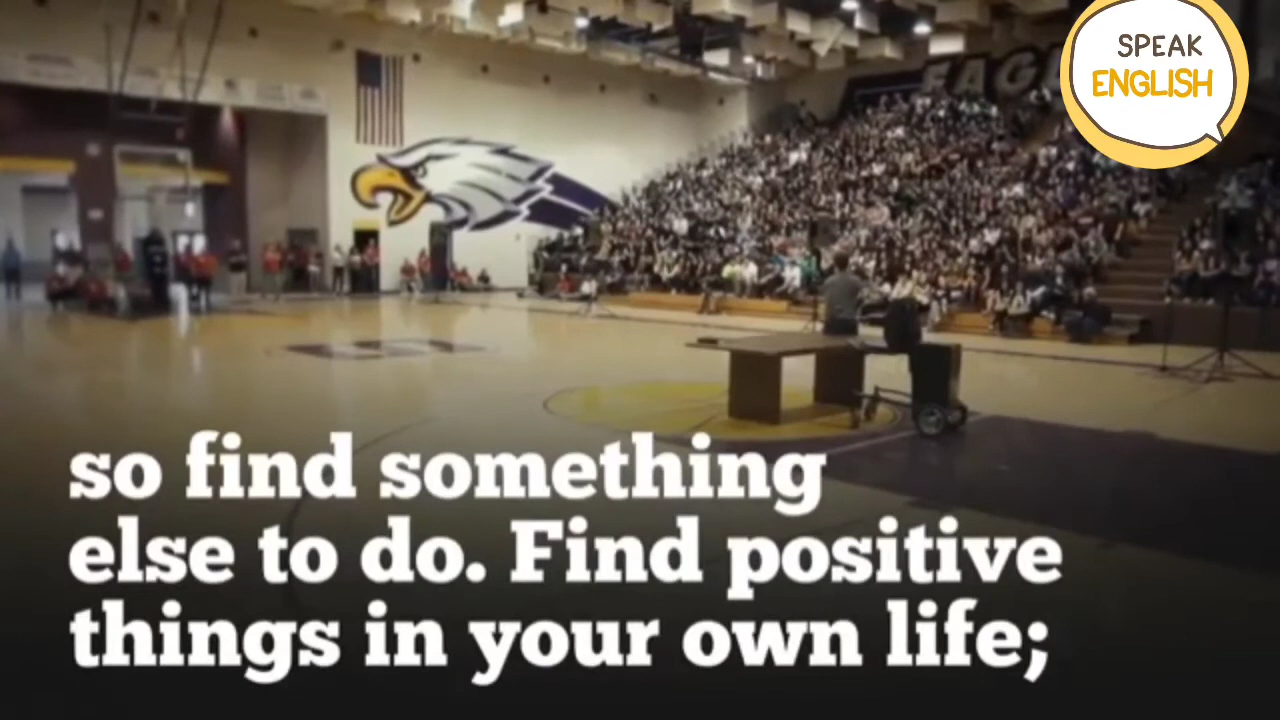 SPEAK
ENGLISH
so find something
else to do. Find positive
things in your own life;